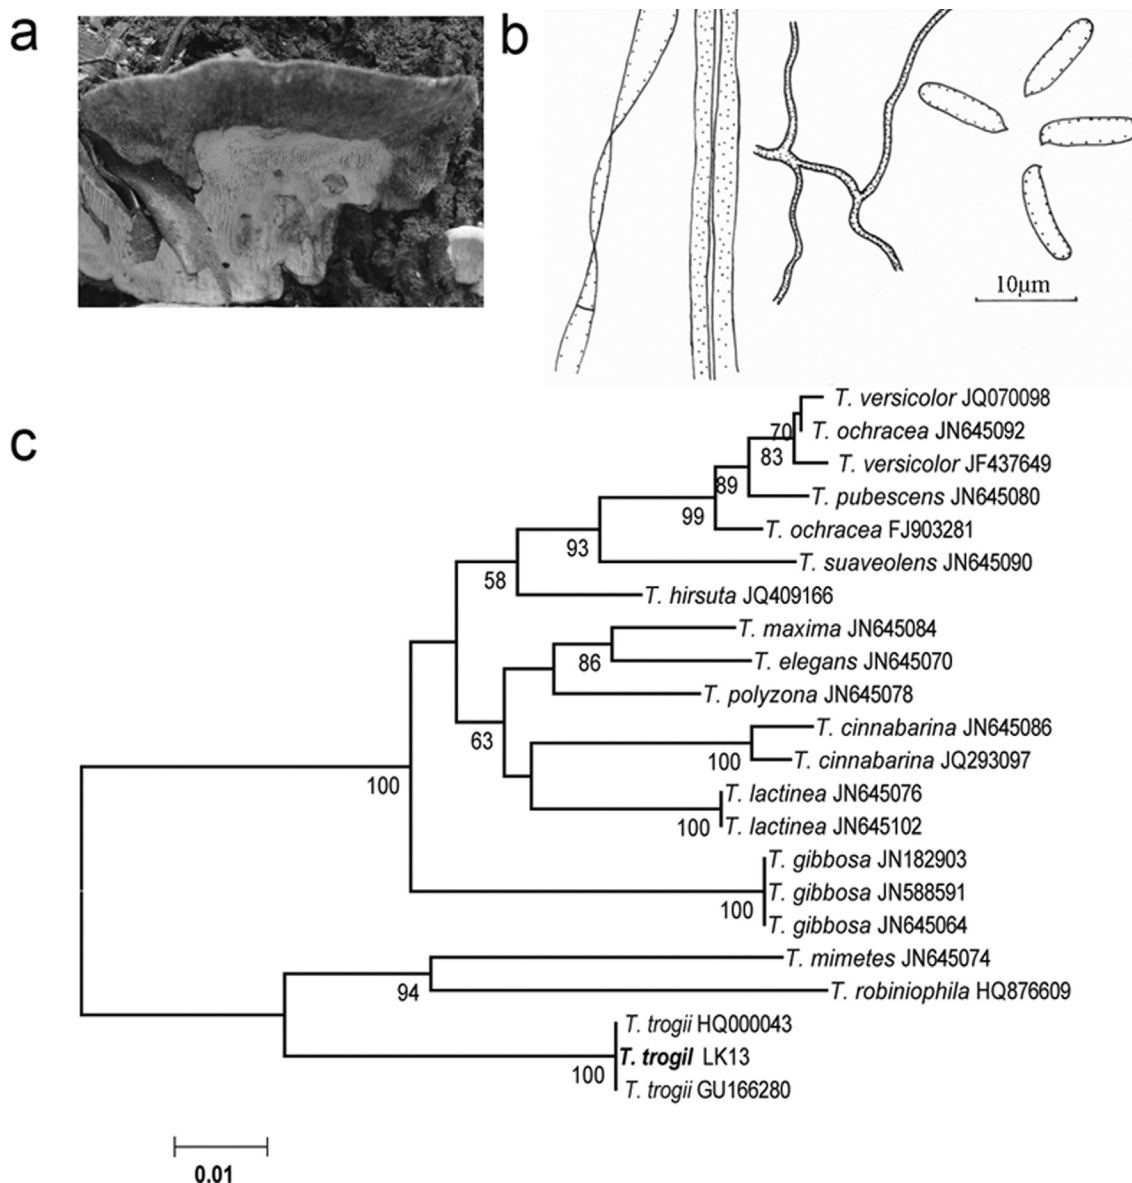 a
b
10μm
c
T. versicolor JQ070098
70
T. ochracea JN645092
83
T. versicolor JF437649
89
T. pubescens JN645080
99
T. ochracea FJ903281
93
T. suaveolens JN645090
58
T. hirsuta JQ409166
T. maxima JN645084
86
T. elegans JN645070
T. polyzona JN645078
63
T. cinnabarina JN645086
100
T. cinnabarina JQ293097
100
T. lactinea JN645076
100
T. lactinea JN645102
T. gibbosa JN182903
T. gibbosa JN588591
100
T. gibbosa JN645064
T. mimetes JN645074
94
T. robiniophila HQ876609
T. trogii HQ000043
T. trogil LK13
100
T. trogii GU166280
0.01